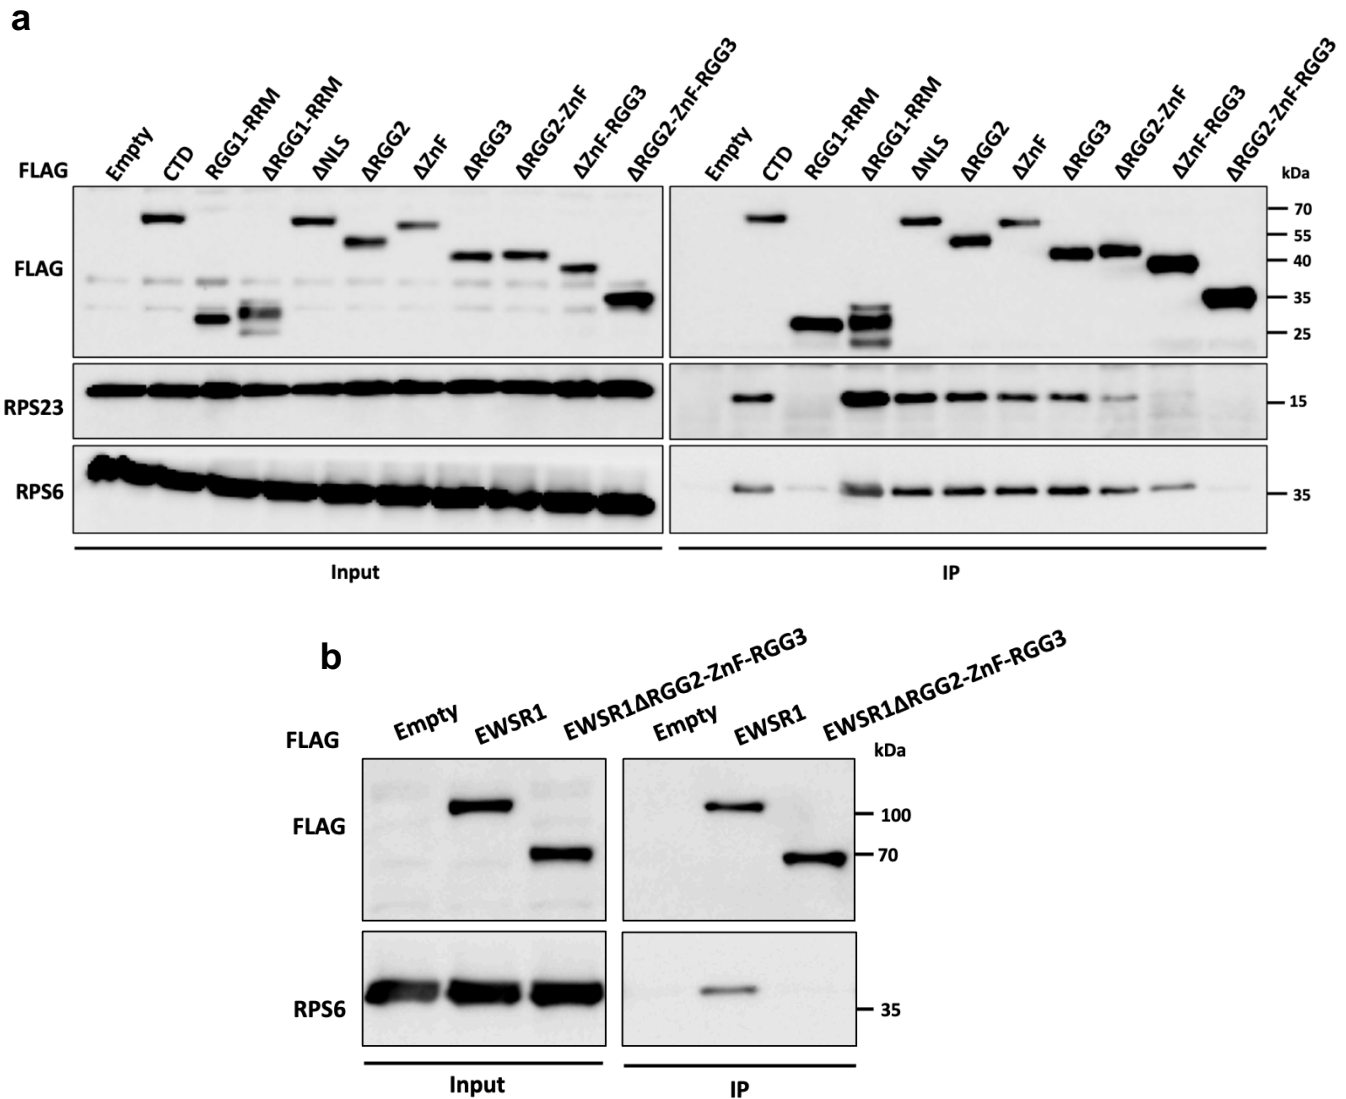 a
FLAG Empty CTD RGG1-RRM ΔRGG1-RRM ΔNLS ΔRGG2 ΔZnF ΔRGG3 ΔRGG2-ZnF ΔZnF-RGG3 ΔRGG2-ZnF-RGG3 Empty CTD RGG1-RRM ΔRGG1-RRM ΔNLS ΔRGG2 ΔZnF ΔRGG3 ΔRGG2-ZnF ΔZnF-RGG3 ΔRGG2-ZnF-RGG3 kDa
70
55
FLAG 40
35
25
RPS23 15
RPS6 35
Input IP
b
FLAG Empty EWSR1 EWSR1ΔRGG2-ZnF-RGG3 Empty EWSR1 EWSR1ΔRGG2-ZnF-RGG3 kDa
FLAG 100
70
RPS6 35
Input IP